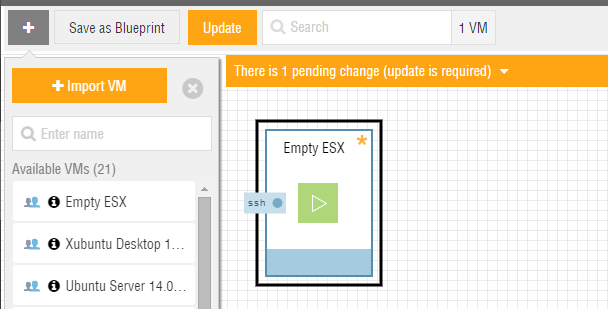 + Save as Blueprint Update Search 1 VM
There is 1 pending change (update is required)
+ Import VM
Enter name
Available VMs (21)
Empty ESX
Xubuntu Desktop 1...
Ubuntu Server 14.0...
Empty ESX *
ssh